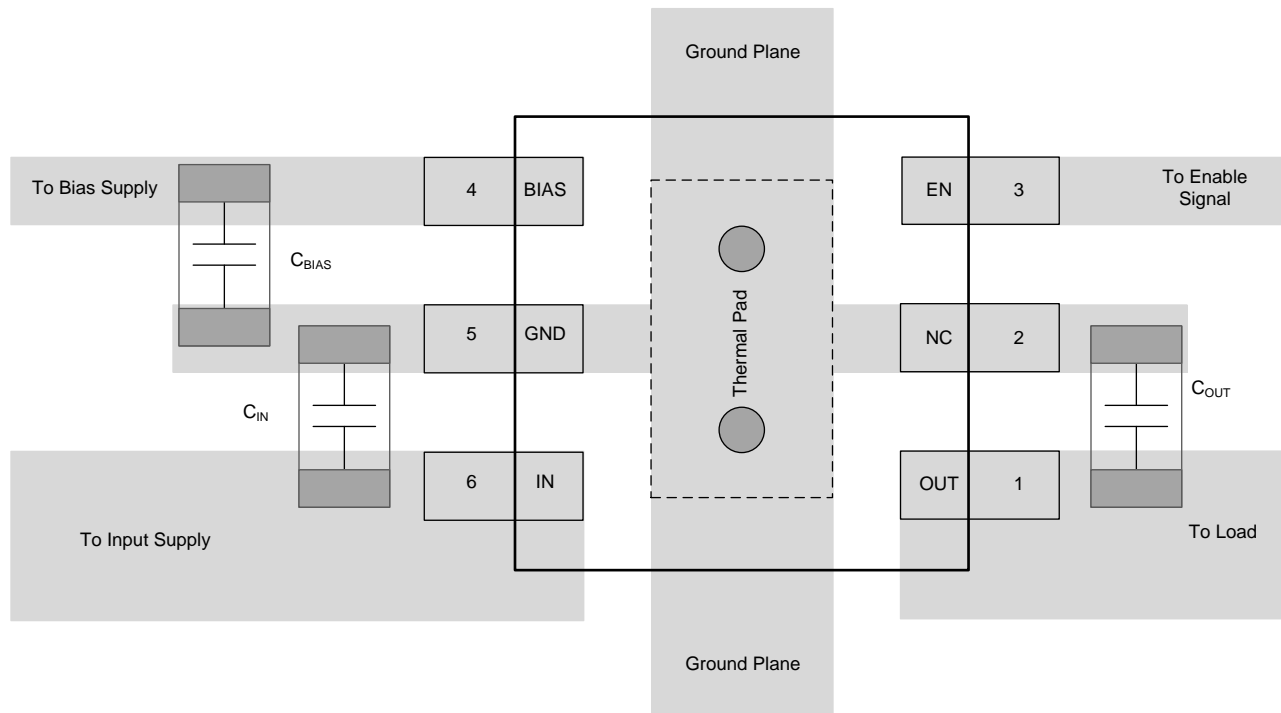 Ground Plane
To Bias Supply
4
BIAS
EN
3
To Enable
Signal
CBIAS
5
GND
Thermal Pad
NC
2
CIN
COUT
6
IN
OUT
1
To Input Supply
To Load
Ground Plane